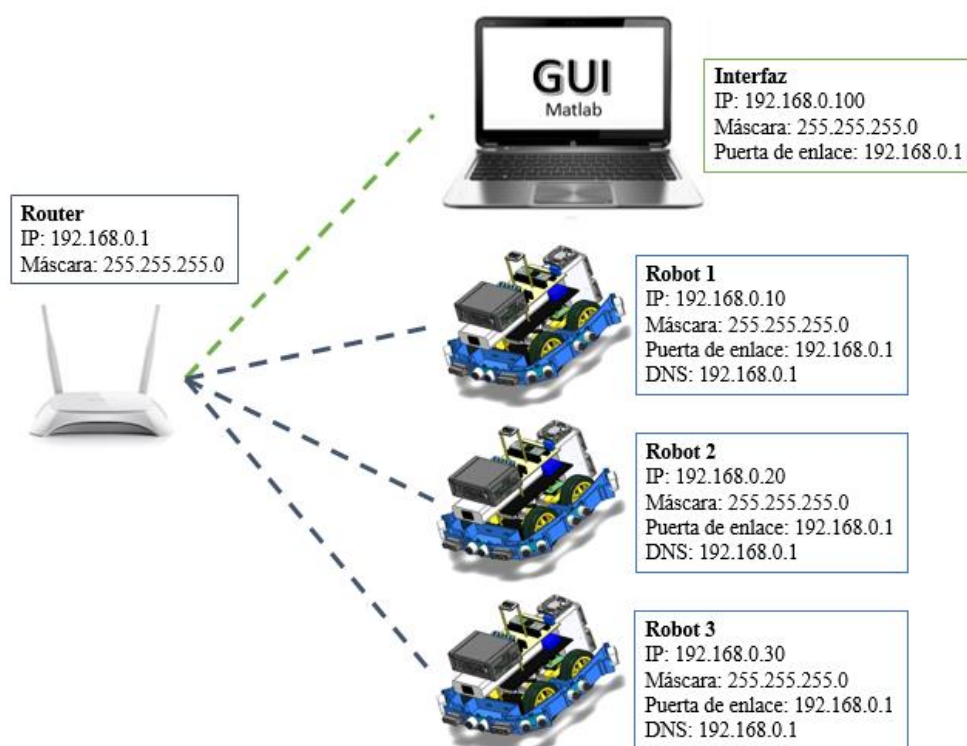 GUI
Matlab
Interfaz
IP: 192.168.0.100
Máscara: 255.255.255.0
Puerta de enlace: 192.168.0.1
Router
IP: 192.168.0.1
Máscara: 255.255.255.0
Robot 1
IP: 192.168.0.10
Máscara: 255.255.255.0
Puerta de enlace: 192.168.0.1
DNS: 192.168.0.1
Robot 2
IP: 192.168.0.20
Máscara: 255.255.255.0
Puerta de enlace: 192.168.0.1
DNS: 192.168.0.1
Robot 3
IP: 192.168.0.30
Máscara: 255.255.255.0
Puerta de enlace: 192.168.0.1
DNS: 192.168.0.1